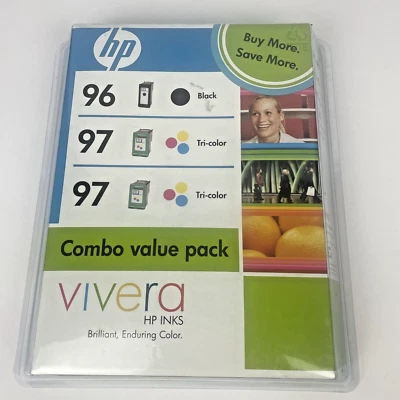 hp
Buy More.
Save More.
96 Black
97 Tri-color
97 Tri-color
Combo value pack
vivera
HP INKS
Brilliant, Enduring Color.